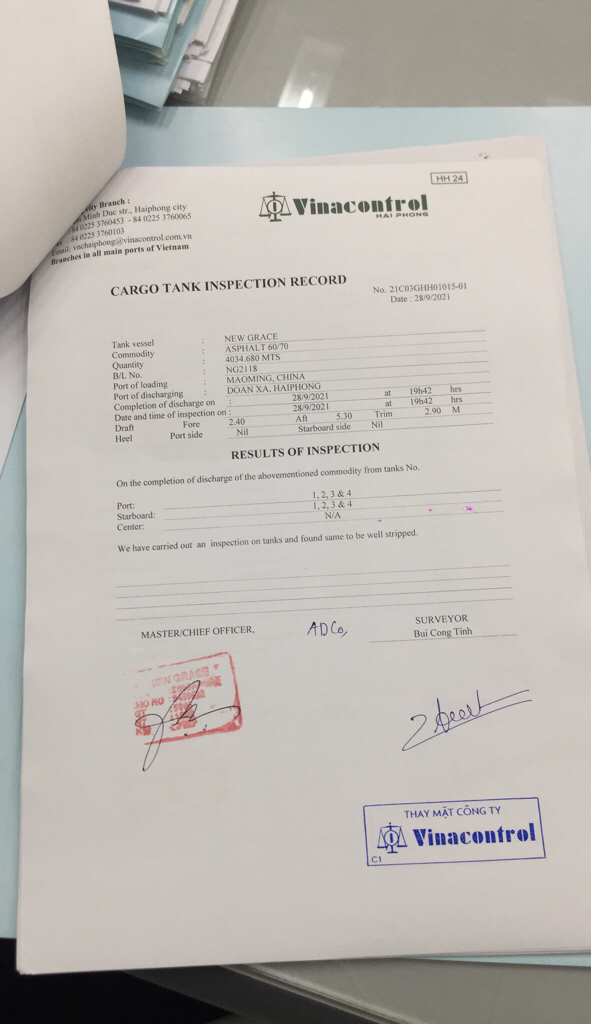 HH 24
ity Branch :
Minh Duc str., Haiphong city
84 0225 3760453 - 84 0225 3760065
: 84 0225 3760103
Email: vnchaiphong@vinacontrol.com.vn
Branches in all main ports of Vietnam
Vinacontrol
HAI PHONG
CARGO TANK INSPECTION RECORD
No. 21C03GHH01015-01
Date : 28/9/2021
Tank vessel : NEW GRACE
Commodity : ASPHALT 60/70
Quantity : 4034.680 MTS
B/L No. : NG2118
Port of loading : MAOMING, CHINA
Port of discharging : DOAN XA, HAIPHONG
Completion of discharge on : 28/9/2021 at 19h42 hrs
Date and time of inspection on : 28/9/2021 at 19h42 hrs
Draft Fore 2.40 Aft 5.30 Trim 2.90 M
Heel Port side Nil Starboard side Nil
RESULTS OF INSPECTION
On the completion of discharge of the abovementioned commodity from tanks No.
Port: 1, 2, 3 & 4
Starboard: 1, 2, 3 & 4
Center: N/A
We have carried out an inspection on tanks and found same to be well stripped.
MASTER/CHIEF OFFICER,
ADCo,
SURVEYOR
Bui Cong Tinh
GRACE
THAY MẶT CÔNG TY
Vinacontrol
C1